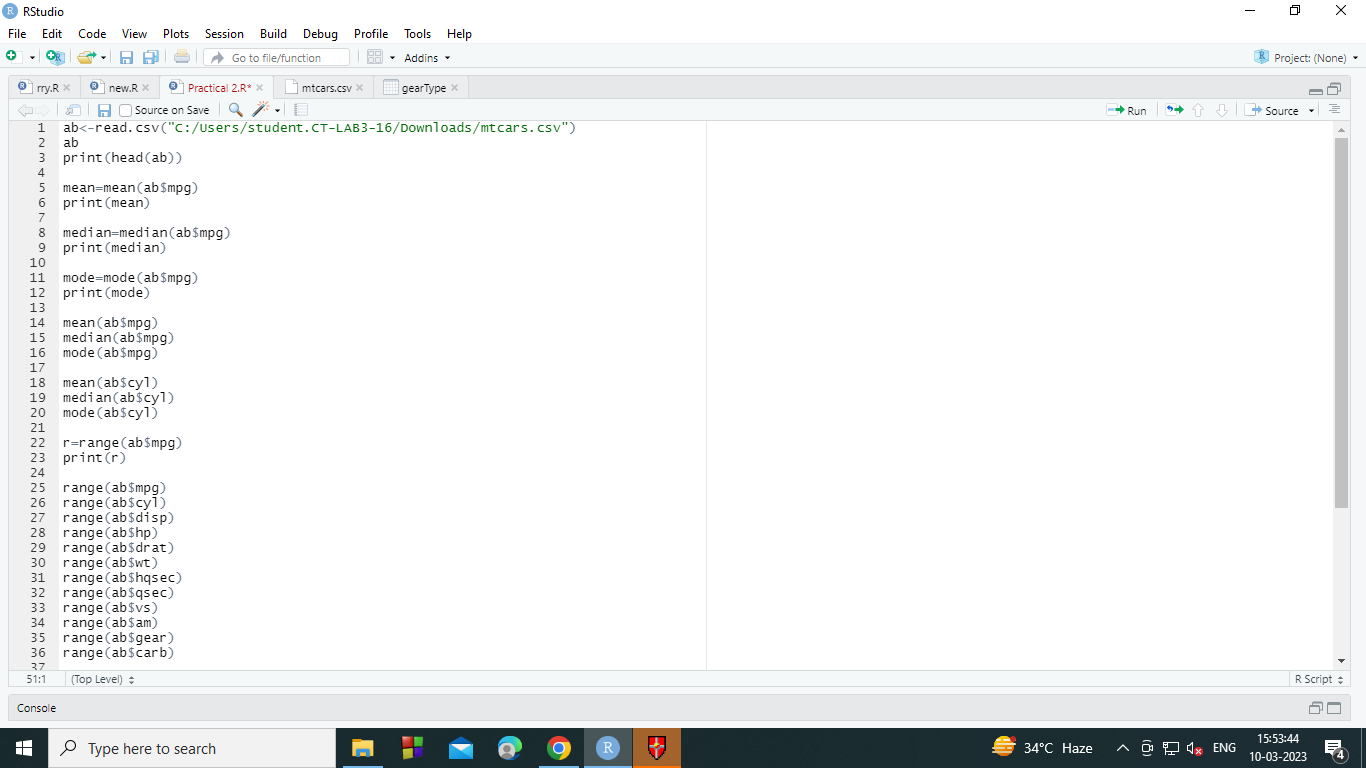 RStudio
File Edit Code View Plots Session Build Debug Profile Tools Help
Go to file/function Addins Project: (None)
rry.R new.R Practical 2.R* mtcars.csv gearType
Source on Save Run Source
1 ab<-read.csv("C:/Users/student.CT-LAB3-16/Downloads/mtcars.csv")
2 ab
3 print(head(ab))
4
5 mean=mean(ab$mpg)
6 print(mean)
7
8 median=median(ab$mpg)
9 print(median)
10
11 mode=mode(ab$mpg)
12 print(mode)
13
14 mean(ab$mpg)
15 median(ab$mpg)
16 mode(ab$mpg)
17
18 mean(ab$cyl)
19 median(ab$cyl)
20 mode(ab$cyl)
21
22 r=range(ab$mpg)
23 print(r)
24
25 range(ab$mpg)
26 range(ab$cyl)
27 range(ab$disp)
28 range(ab$hp)
29 range(ab$drat)
30 range(ab$wt)
31 range(ab$hqsec)
32 range(ab$qsec)
33 range(ab$vs)
34 range(ab$am)
35 range(ab$gear)
36 range(ab$carb)
37
51:1 (Top Level) R Script
Console
Type here to search 34°C Haze ENG 15:53:44
10-03-2023 4